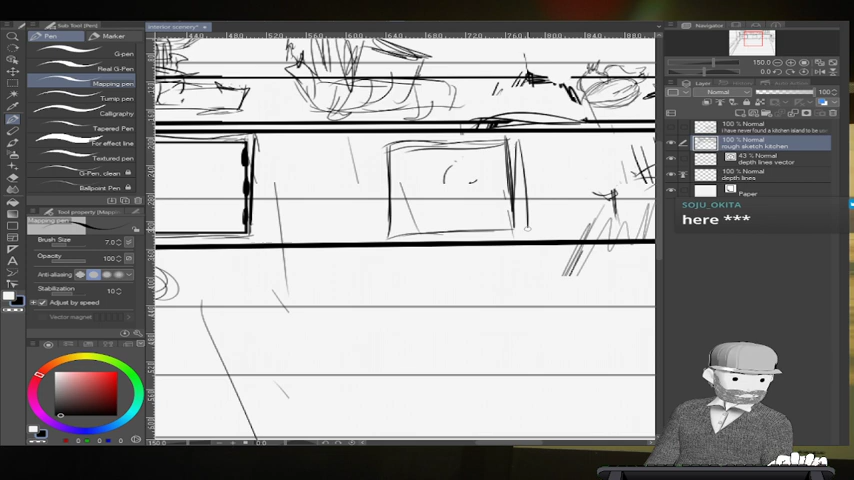 Sub Tool [Pen]
interior scenery*
Navigator
Pen
Marker
G-pen
Real G-Pen
Mapping pen
Turnip pen
Calligraphy
Tapered Pen
For effect line
Textured pen
G-Pen, clean
Ballpoint Pen
150.0
0.0
Layer
Normal
100
100 % Normal
I have never found a kitchen island to be us
100 % Normal
rough sketch kitchen
43 % Normal
depth lines vector
100 % Normal
depth lines
Paper
SOJU_OKITA
here ***
Tool property [Mapping pen]
Mapping pen
Brush Size
7.0
Opacity
100
Anti-aliasing
Stabilization
10
Adjust by speed
Vector magnet